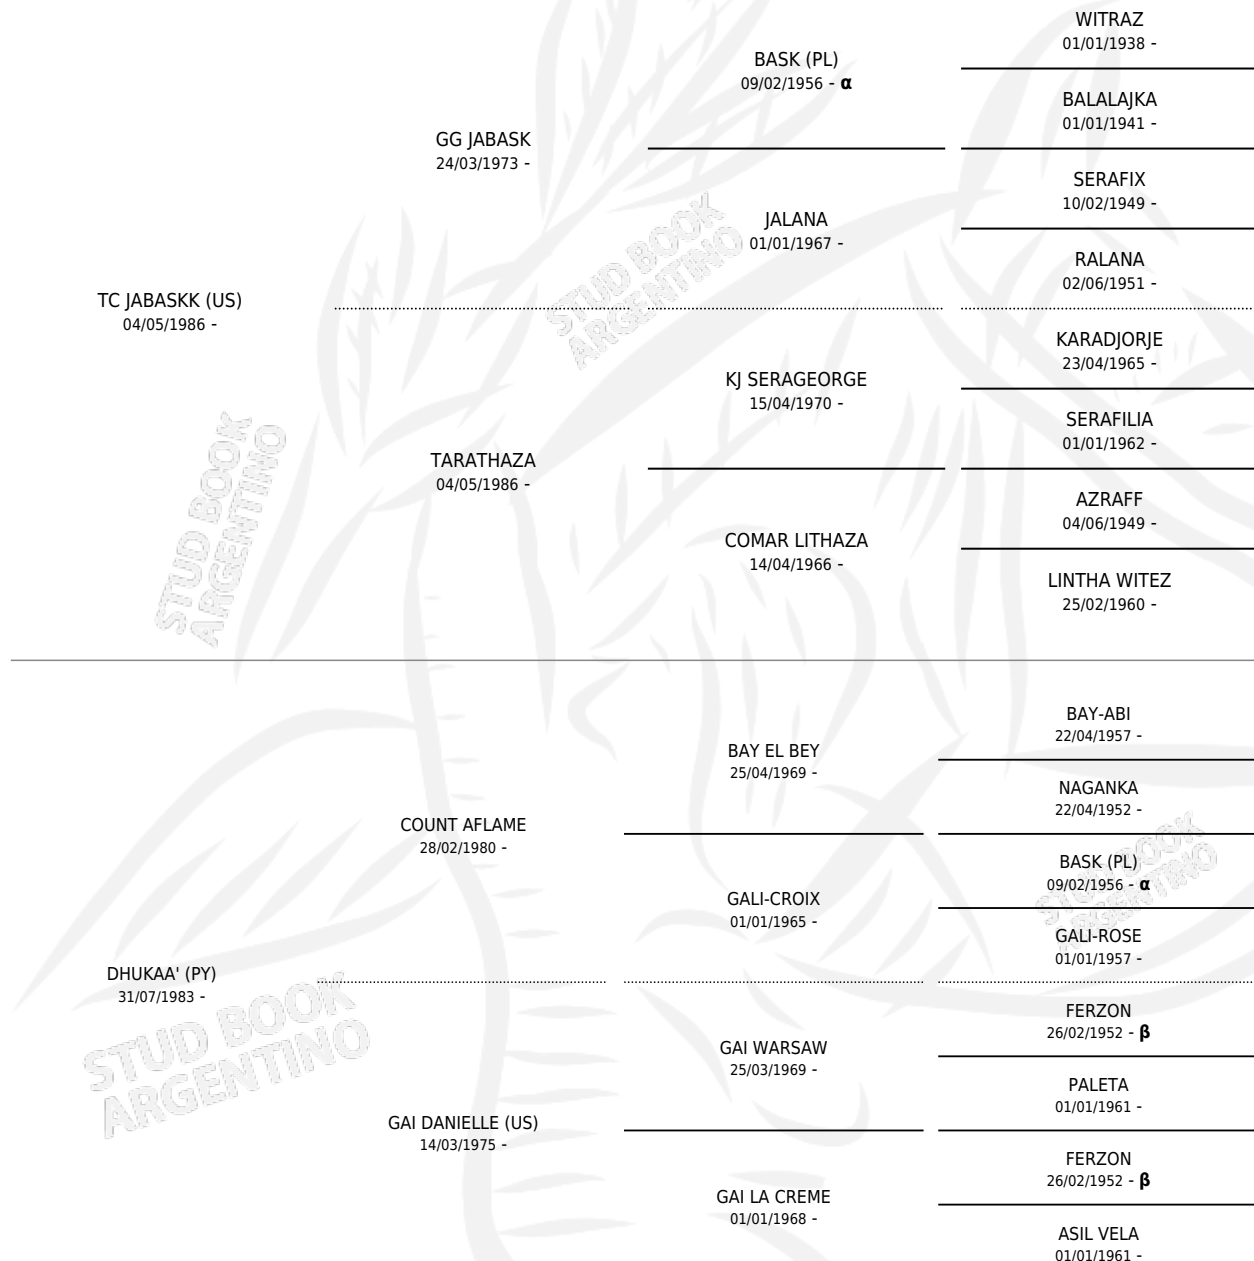 WITRAZ
01/01/1938 -
BASK (PL)
09/02/1956 - α
BALALAJKA
01/01/1941 -
GG JABASK
24/03/1973 -
SERAFIX
10/02/1949 -
JALANA
01/01/1967 -
RALANA
02/06/1951 -
TC JABASKK (US)
04/05/1986 -
KARADJORJE
23/04/1965 -
KJ SERAGEORGE
15/04/1970 -
SERAFILIA
01/01/1962 -
TARATHAZA
04/05/1986 -
AZRAFF
04/06/1949 -
COMAR LITHAZA
14/04/1966 -
LINTHA WITEZ
25/02/1960 -
STUD BOOK
ARGENTINO
STUD BOOK
ARGENTINO
BAY-ABI
22/04/1957 -
BAY EL BEY
25/04/1969 -
NAGANKA
22/04/1952 -
COUNT AFLAME
28/02/1980 -
BASK (PL)
09/02/1956 - α
GALI-CROIX
01/01/1965 -
GALI-ROSE
01/01/1957 -
DHUKAA' (PY)
31/07/1983 -
FERZON
26/02/1952 - β
GAI WARSAW
25/03/1969 -
PALETA
01/01/1961 -
GAI DANIELLE (US)
14/03/1975 -
FERZON
26/02/1952 - β
GAI LA CREME
01/01/1968 -
ASIL VELA
01/01/1961 -
STUD BOOK
ARGENTINO
STUD BOOK
ARGENTINO